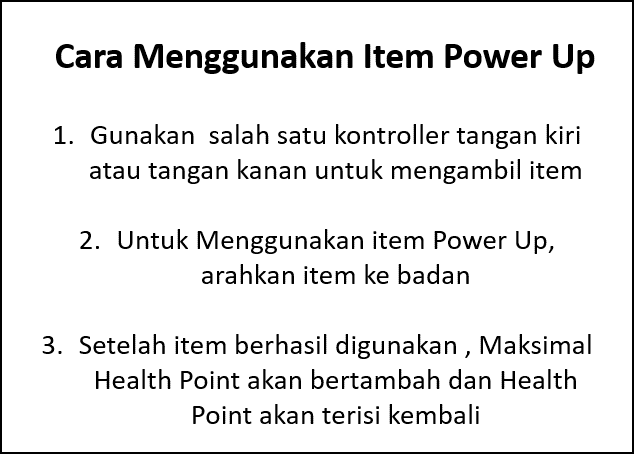 Cara Menggunakan Item Power Up
1. Gunakan  salah satu kontroller tangan kiri
atau tangan kanan untuk mengambil item
2. Untuk Menggunakan item Power Up,
arahkan item ke badan
3. Setelah item berhasil digunakan , Maksimal
Health Point akan bertambah dan Health
Point akan terisi kembali